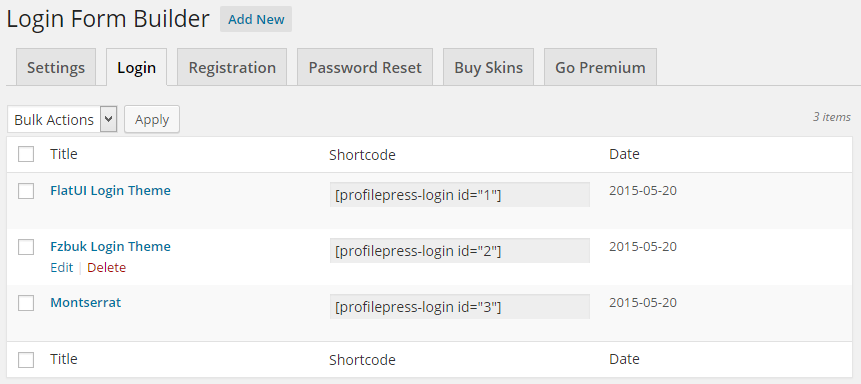 Login Form Builder Add New
Settings Login Registration Password Reset Buy Skins Go Premium
Bulk Actions Apply 3 items
Title Shortcode Date
FlatUI Login Theme [profilepress-login id="1"] 2015-05-20
Fzbuk Login Theme [profilepress-login id="2"] 2015-05-20
Edit | Delete
Montserrat [profilepress-login id="3"] 2015-05-20
Title Shortcode Date